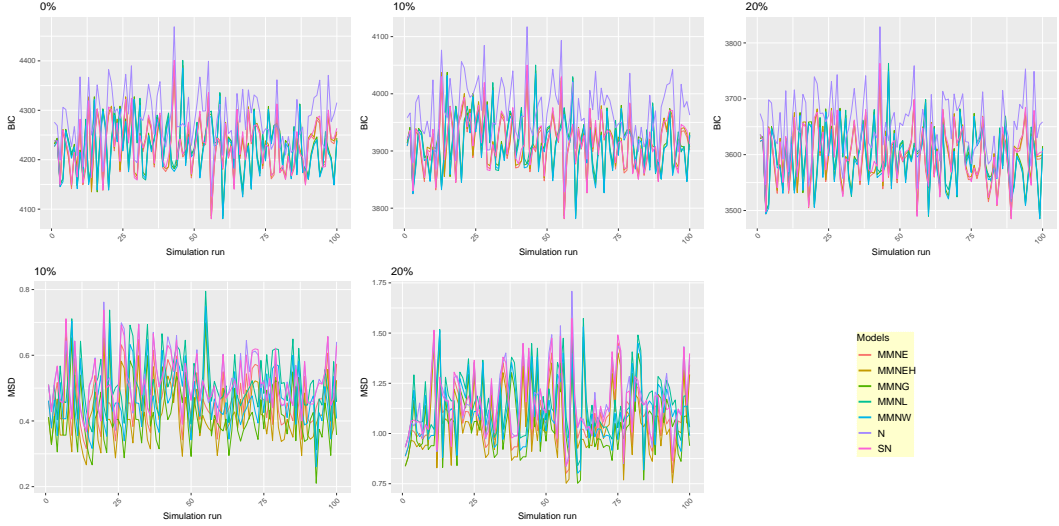 0%
BIC
4400
4300
4200
4100
0
25
50
75
100
Simulation run
10%
BIC
4100
4000
3900
3800
0
25
50
75
100
Simulation run
20%
BIC
3800
3700
3600
3500
0
25
50
75
100
Simulation run
10%
MSD
0.8
0.6
0.4
0.2
0
25
50
75
100
Simulation run
20%
MSD
1.75
1.50
1.25
1.00
0.75
0
25
50
75
100
Simulation run
Models
MMNE
MMNEH
MMNG
MMNL
MMNW
N
SN